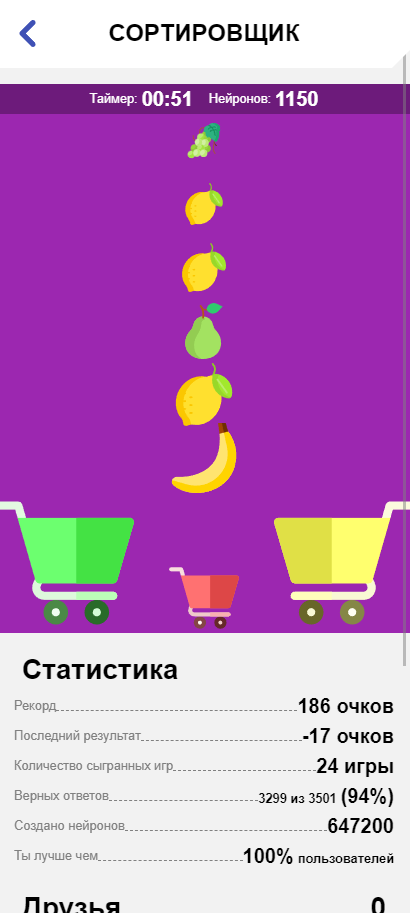 СОРТИРОВЩИК
Таймер: 00:51 Нейронов: 1150
Статистика
Рекорд 186 очков
Последний результат -17 очков
Количество сыгранных игр 24 игры
Верных ответов 3299 из 3501 (94%)
Создано нейронов 647200
Ты лучше чем 100% пользователей
Друзья 0